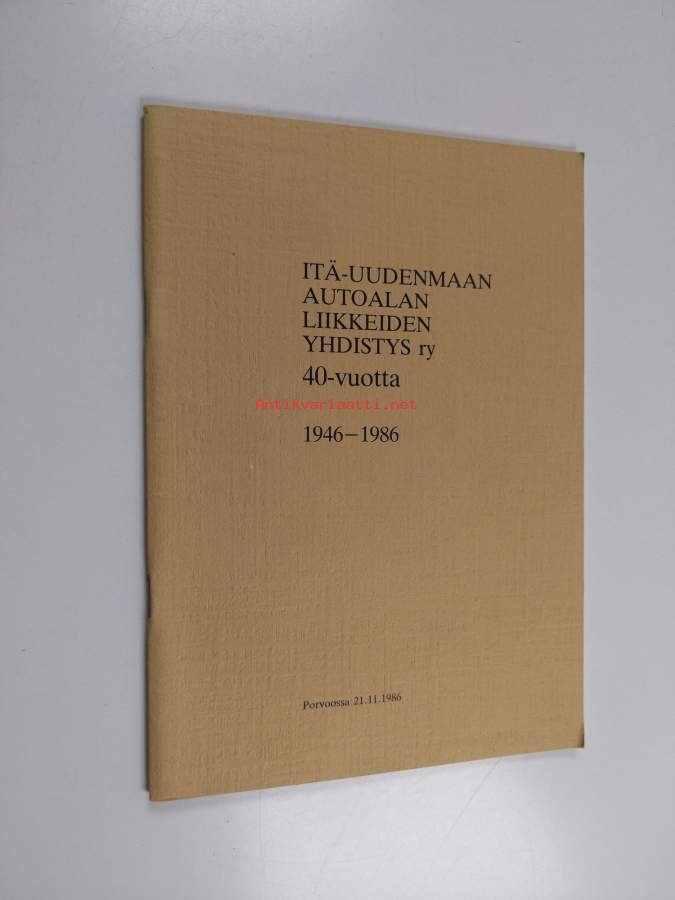 ITÄ-UUDENMAAN
AUTOALAN
LIIKKEIDEN
YHDISTYS ry
40-vuotta
Antikvariaatti.net
1946–1986
Porvoossa 21.11.1986